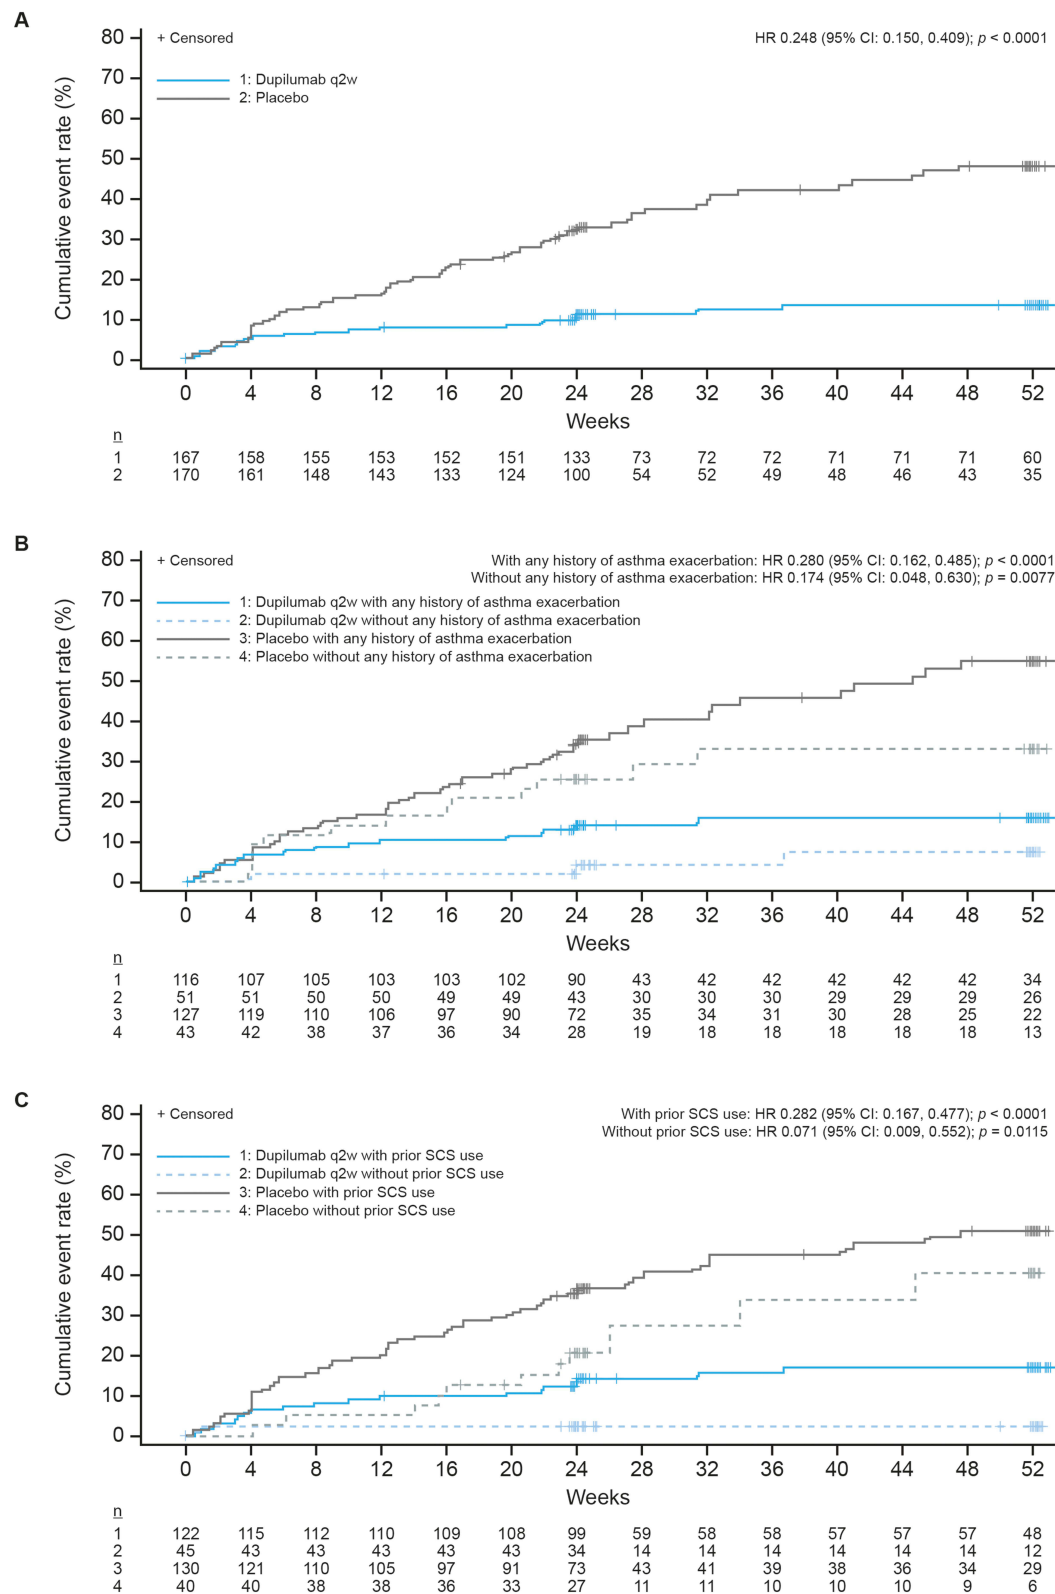 A
+ Censored
HR 0.248 (95% CI: 0.150, 0.409); p < 0.0001
1: Dupilumab q2w
2: Placebo
Cumulative event rate (%)
80
70
60
50
40
30
20
10
0
0 4 8 12 16 20 24 28 32 36 40 44 48 52
Weeks
n
1 167 158 155 153 152 151 133 73 72 72 71 71 71 60
2 170 161 148 143 133 124 100 54 52 49 48 46 43 35
B
+ Censored
With any history of asthma exacerbation: HR 0.280 (95% CI: 0.162, 0.485); p < 0.0001
Without any history of asthma exacerbation: HR 0.174 (95% CI: 0.048, 0.630); p = 0.0077
1: Dupilumab q2w with any history of asthma exacerbation
2: Dupilumab q2w without any history of asthma exacerbation
3: Placebo with any history of asthma exacerbation
4: Placebo without any history of asthma exacerbation
Cumulative event rate (%)
80
70
60
50
40
30
20
10
0
0 4 8 12 16 20 24 28 32 36 40 44 48 52
Weeks
n
1 116 107 105 103 103 102 90 43 42 42 42 42 42 34
2 51 51 50 50 49 49 43 30 30 30 29 29 29 26
3 127 119 110 106 97 90 72 35 34 31 30 28 25 22
4 43 42 38 37 36 34 28 19 18 18 18 18 18 13
C
+ Censored
With prior SCS use: HR 0.282 (95% CI: 0.167, 0.477); p < 0.0001
Without prior SCS use: HR 0.071 (95% CI: 0.009, 0.552); p = 0.0115
1: Dupilumab q2w with prior SCS use
2: Dupilumab q2w without prior SCS use
3: Placebo with prior SCS use
4: Placebo without prior SCS use
Cumulative event rate (%)
80
70
60
50
40
30
20
10
0
0 4 8 12 16 20 24 28 32 36 40 44 48 52
Weeks
n
1 122 115 112 110 109 108 99 59 58 58 57 57 57 48
2 45 43 43 43 43 43 34 14 14 14 14 14 14 12
3 130 121 110 105 97 91 73 43 41 39 38 36 34 29
4 40 40 38 38 36 33 27 11 11 10 10 10 9 6